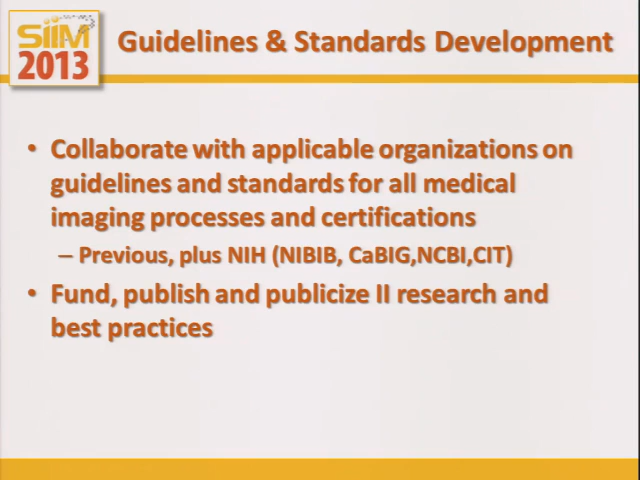 SiiM
2013
Guidelines & Standards Development
• Collaborate with applicable organizations on
guidelines and standards for all medical
imaging processes and certifications
– Previous, plus NIH (NIBIB, CaBIG,NCBI,CIT)
• Fund, publish and publicize II research and
best practices